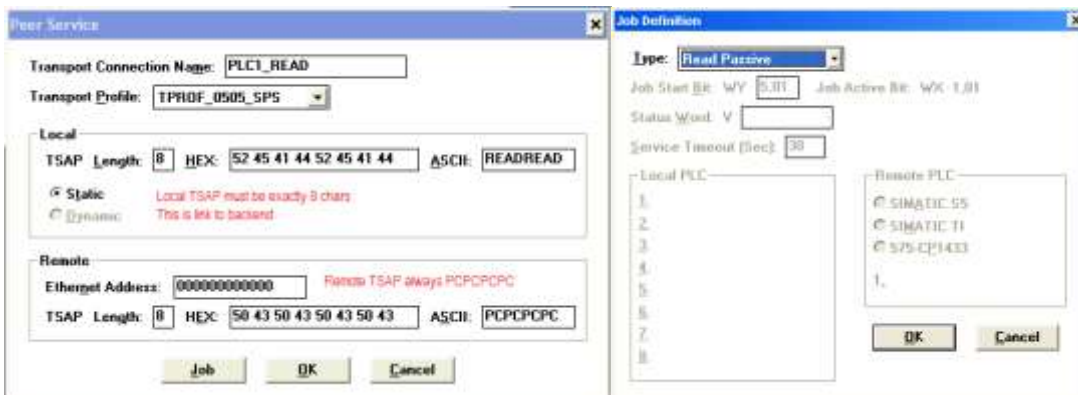 Peer Service
Transport Connection Name: PLC1_READ
Transport Profile: TPROF_0505_SPS
Local
TSAP Length: 8 HEX: 52 45 41 44 52 45 41 44 ASCII: READREAD
Static
Local TSAP must be exactly 8 chars
Dynamic
This is link to backend
Remote
Ethernet Address: 000000000000
Remote TSAP always PCPCPCPC
TSAP Length: 8 HEX: 50 43 50 43 50 43 50 43 ASCII: PCPCPCPC
Job OK Cancel
Job Definition
Type: Read Passive
Job Start Bit: WY 5.01 Job Active Bit: WX 1.01
Status Word: V
Service Timeout (Sec): 30
Local PLC
1.
2.
3.
4.
5.
6.
7.
8.
Remote PLC
SIMATIC S5
SIMATIC TI
575-CP1433
1.
OK Cancel